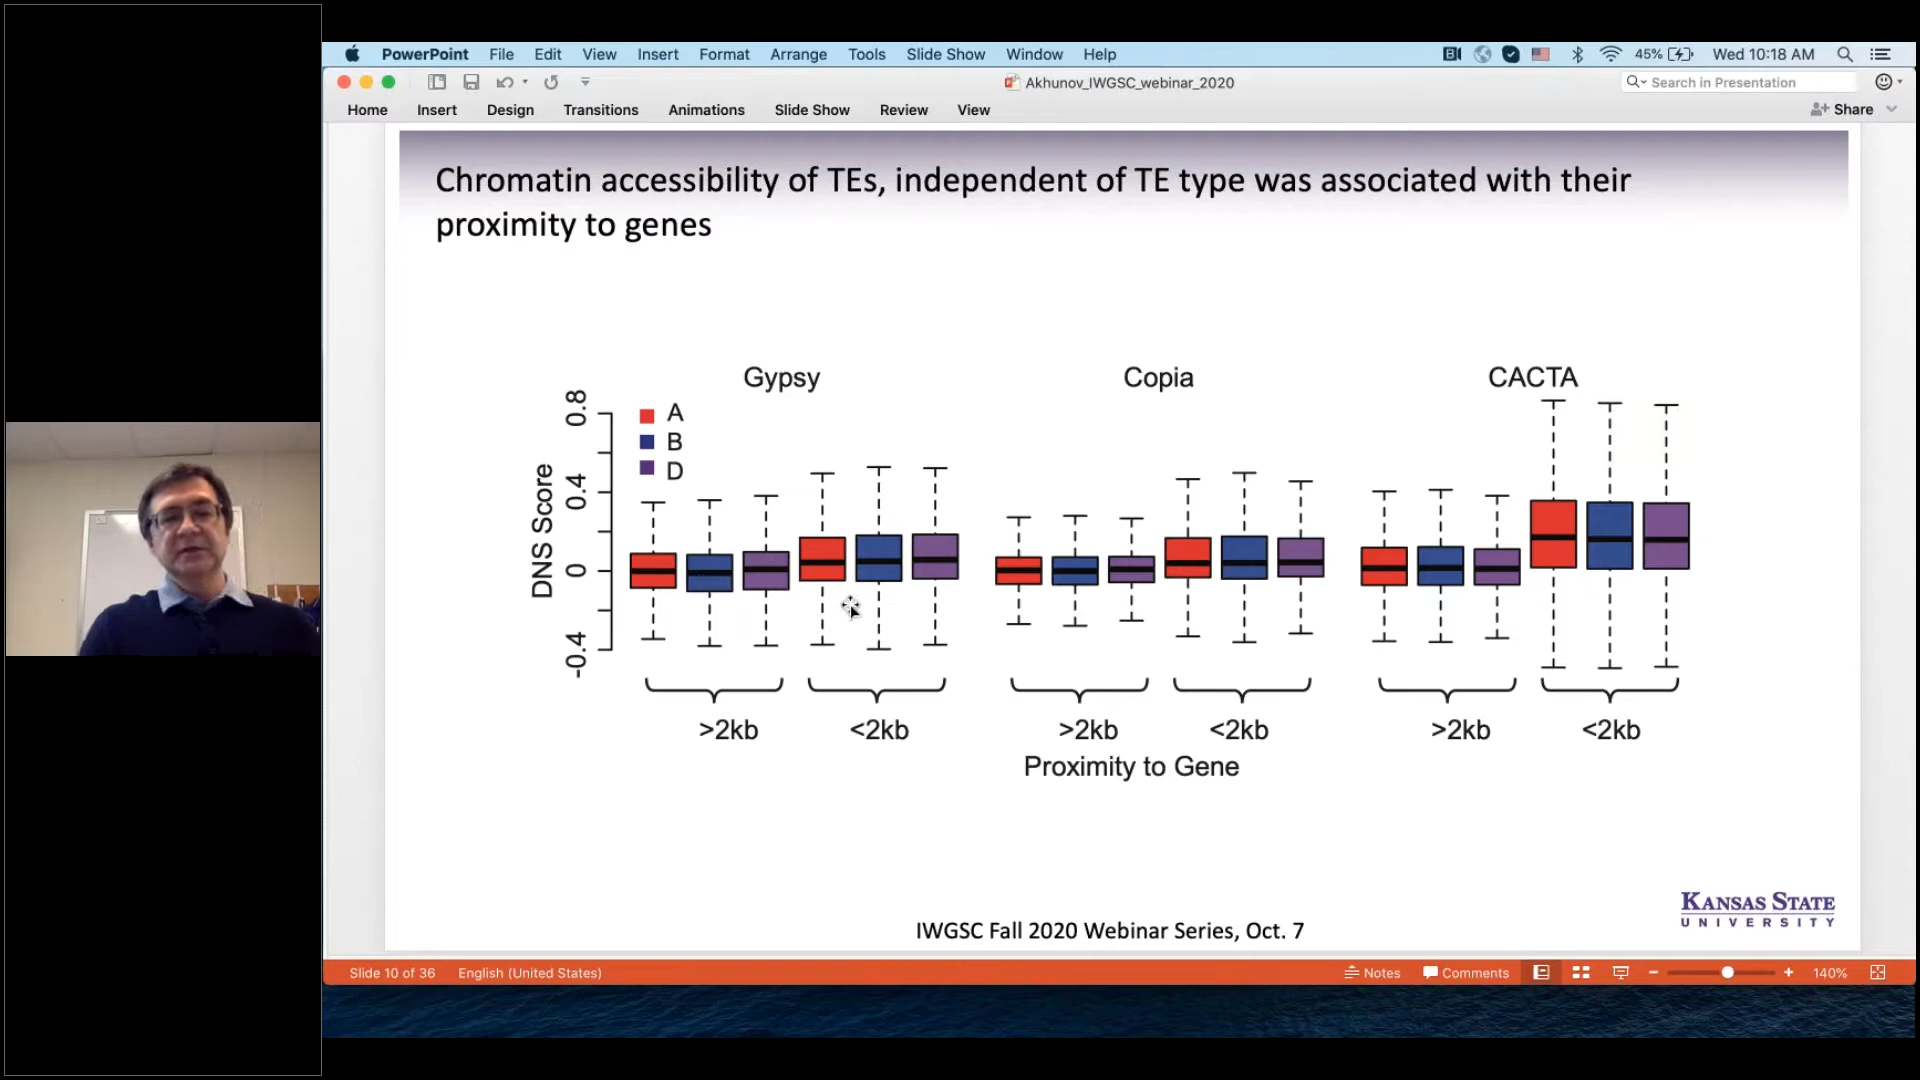 PowerPoint File Edit View Insert Format Arrange Tools Slide Show Window Help 45% Wed 10:18 AM
Akhunov_IWGSC_webinar_2020 Search in Presentation
Home Insert Design Transitions Animations Slide Show Review View Share
Chromatin accessibility of TEs, independent of TE type was associated with their
proximity to genes
Gypsy Copia CACTA
DNS Score
0.8
0.4
0
-0.4
A
B
D
>2kb <2kb >2kb <2kb >2kb <2kb
Proximity to Gene
KANSAS STATE
UNIVERSITY
IWGSC Fall 2020 Webinar Series, Oct. 7
Slide 10 of 36 English (United States) Notes Comments 140%